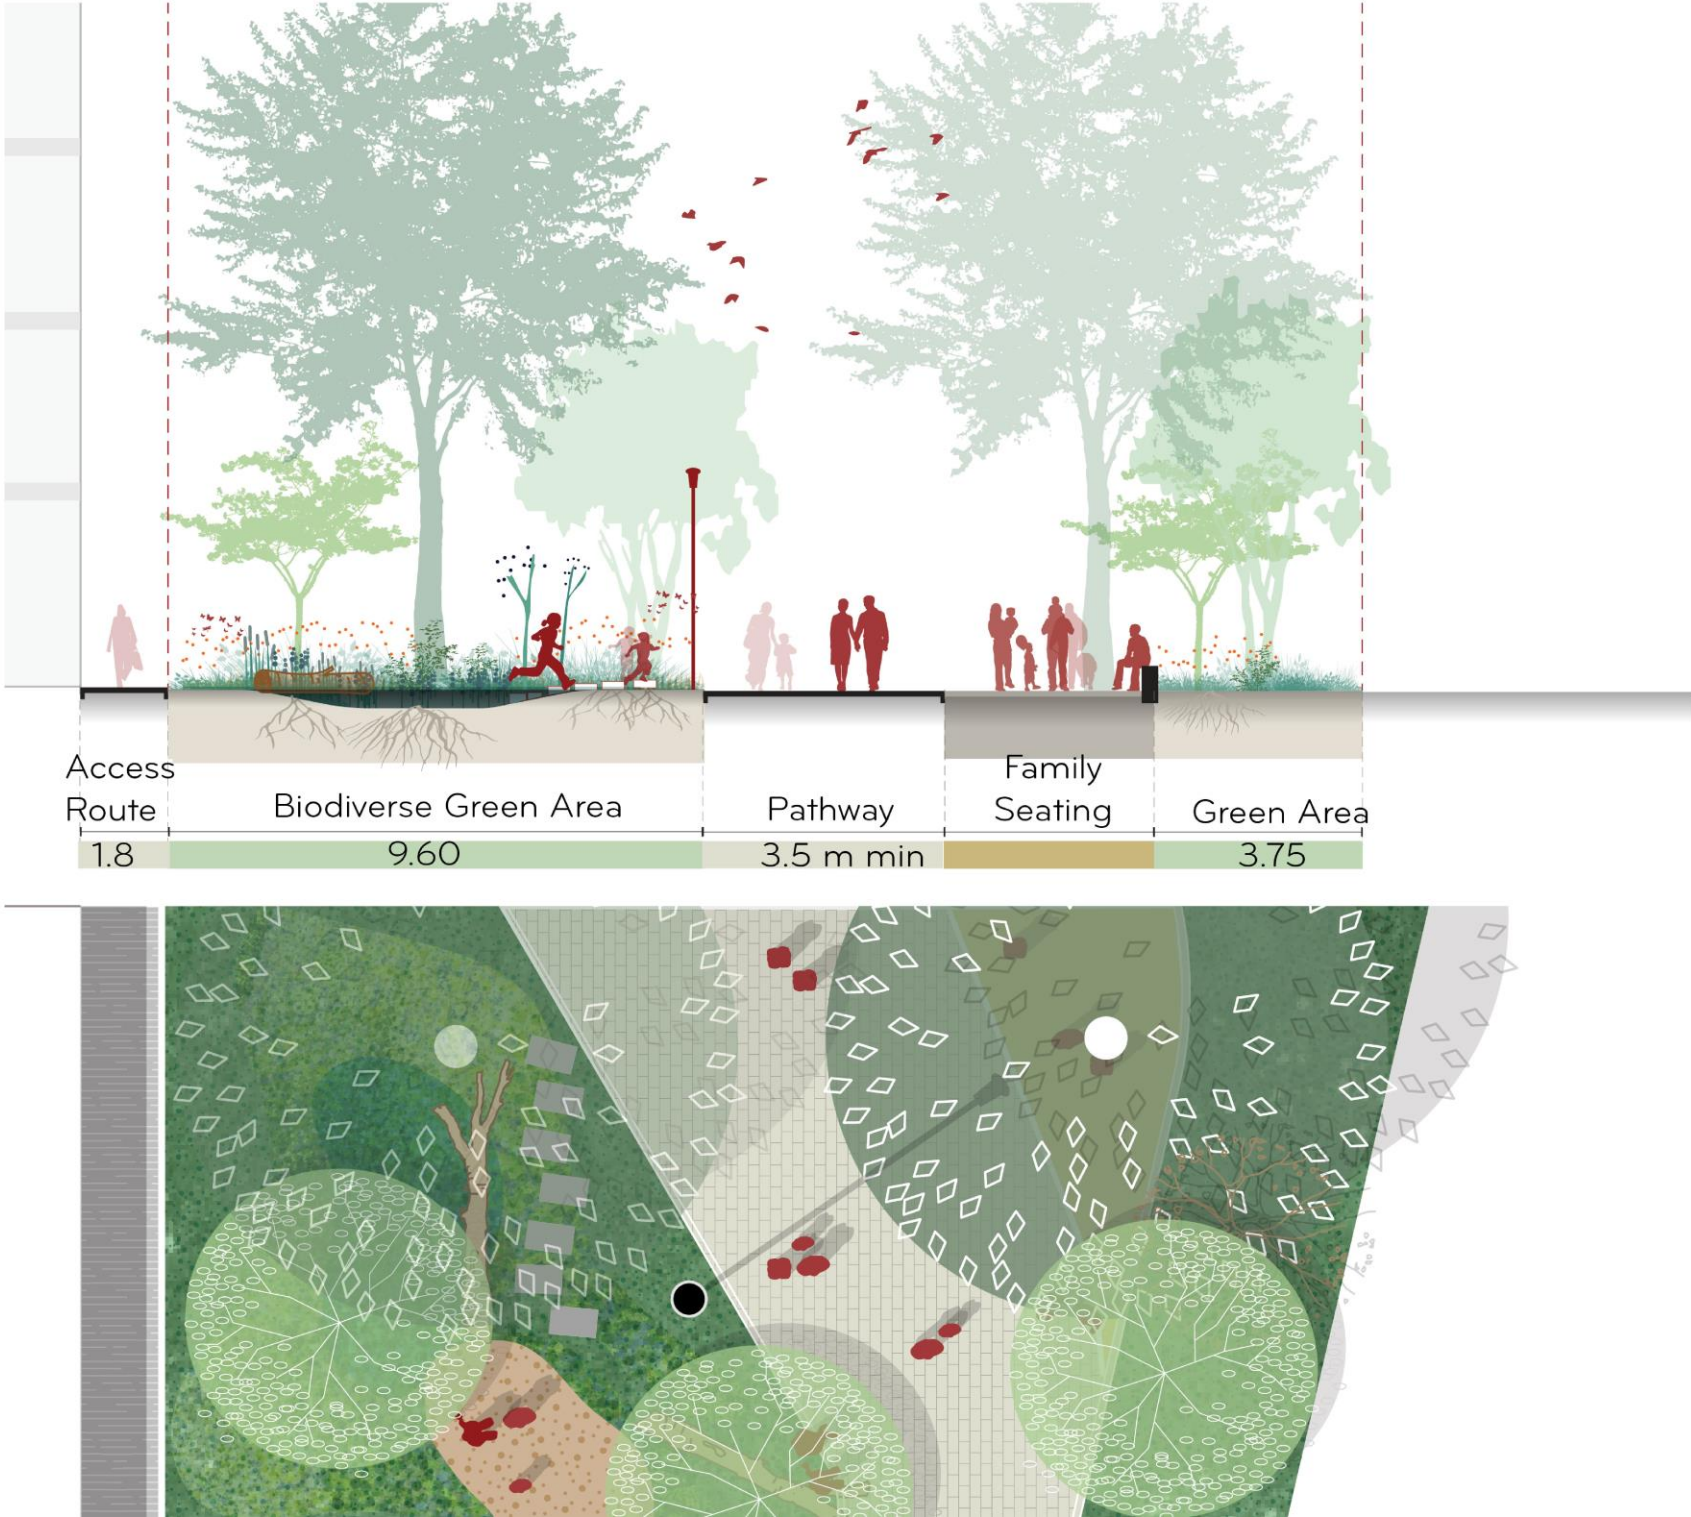 Access
Route
Biodiverse Green Area
Pathway
Family
Seating
Green Area
1.8
9.60
3.5 m min
3.75